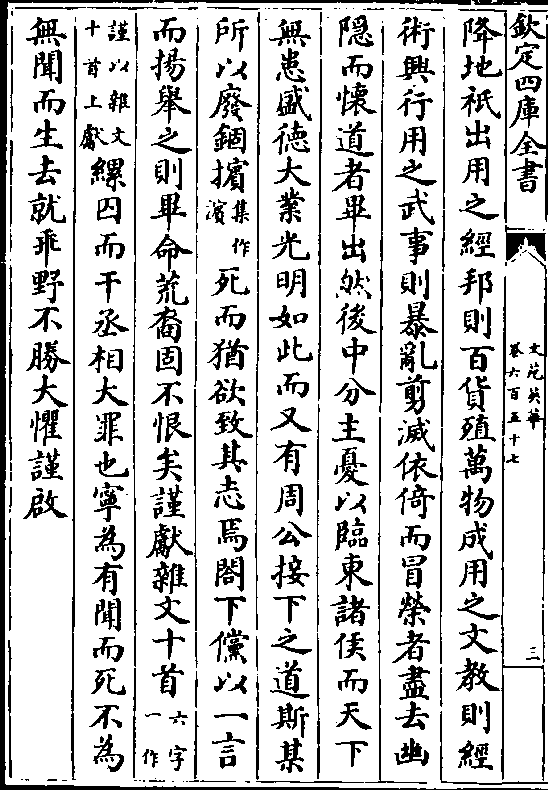 欽定四庫全書
文苑英華
卷六百五十七
三
降地祇出用之經邦則百貨殖萬物成用之文教則經
術興行用之武事則暴亂剪滅依倚而冒榮者盡去幽
隱而懷道者畢出然後中分主憂以臨東諸侯而天下
無患盛德大業光明如此而又有周公接下之道斯某
所以廢錮擯集作濱死而猶欲致其志焉閣下儻以一言
而揚舉之則畢命荒裔固不恨矣謹獻雜文十首六字一作
謹以雜文十首上獻縲囚而干丞相大罪也寧為有聞而死不為
無聞而生去就乖野不勝大懼謹啟